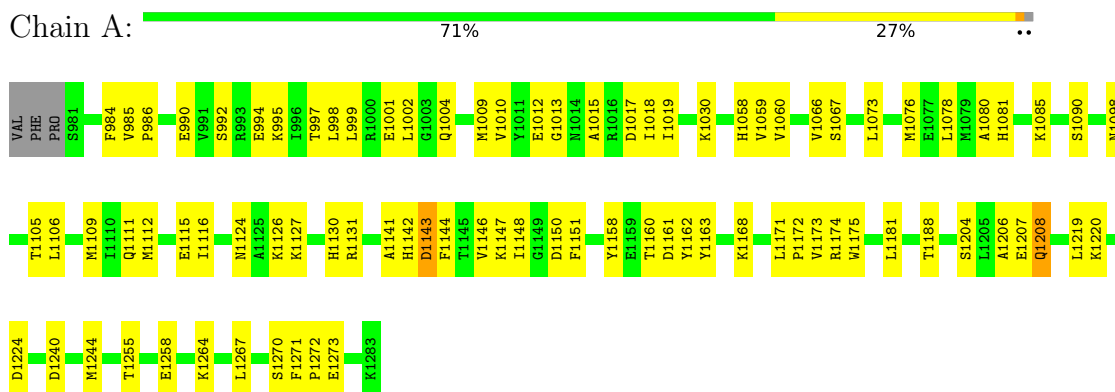 Chain A:
71% 27% ••
VAL PHE PRO S981 F984 V985 P986 E990 V991 S992 R993 E994 K995 I996 T997 L998 L999 R1000 E1001 L1002 G1003 Q1004 M1009 V1010 Y1011 E1012 G1013 N1014 A1015 R1016 D1017 I1018 I1019 K1030 H1058 V1059 V1060 V1066 S1067 L1073 M1076 E1077 L1078 M1079 A1080 H1081 K1085 S1090
T1105 L1106 M1109 I1110 Q1111 M1112 E1115 I1116 N1124 A1125 K1126 K1127 H1130 R1131 A1141 H1142 D1143 F1144 T1145 V1146 K1147 I1148 G1149 D1150 F1151 Y1158 E1159 T1160 D1161 Y1162 Y1163 K1168 L1171 P1172 V1173 R1174 W1175 L1181 T1188 S1204 L1205 A1206 E1207 Q1208 L1219 K1220
D1224 D1240 M1244 T1255 E1258 K1264 L1267 S1270 F1271 P1272 E1273 K1283